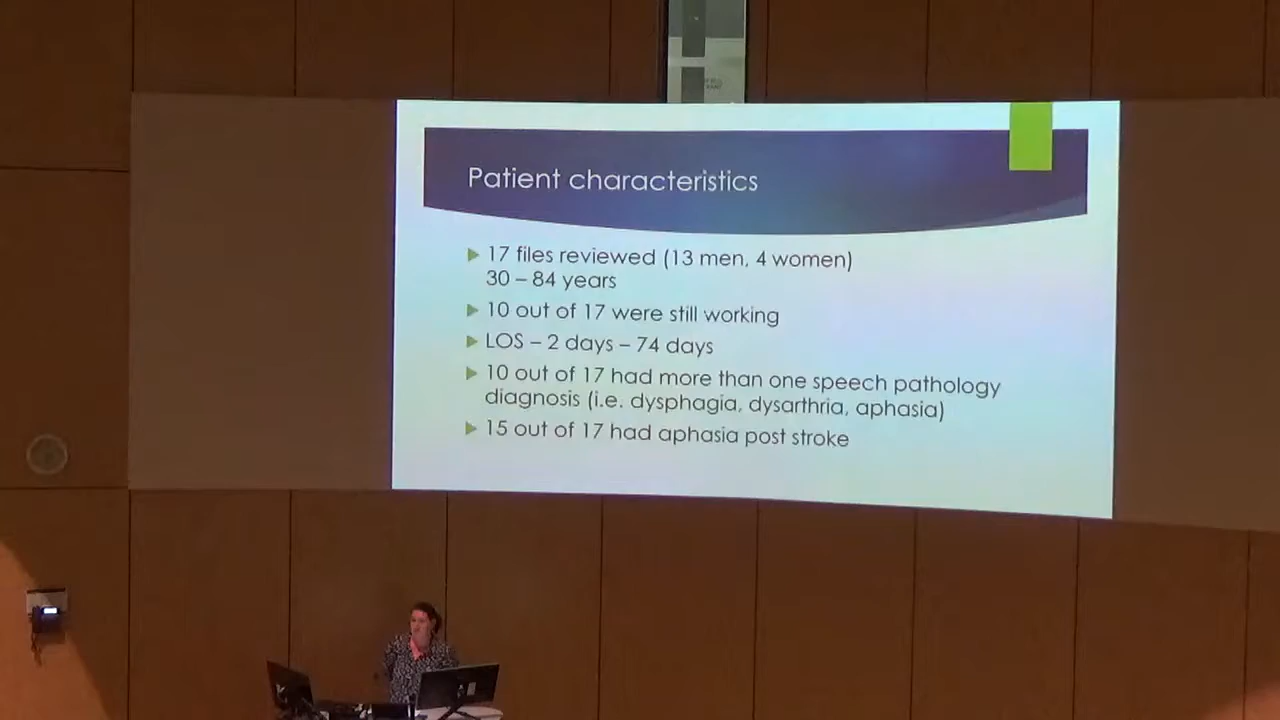 Patient characteristics
17 files reviewed (13 men, 4 women)
30 – 84 years
10 out of 17 were still working
LOS – 2 days – 74 days
10 out of 17 had more than one speech pathology
diagnosis (i.e. dysphagia, dysarthria, aphasia)
15 out of 17 had aphasia post stroke